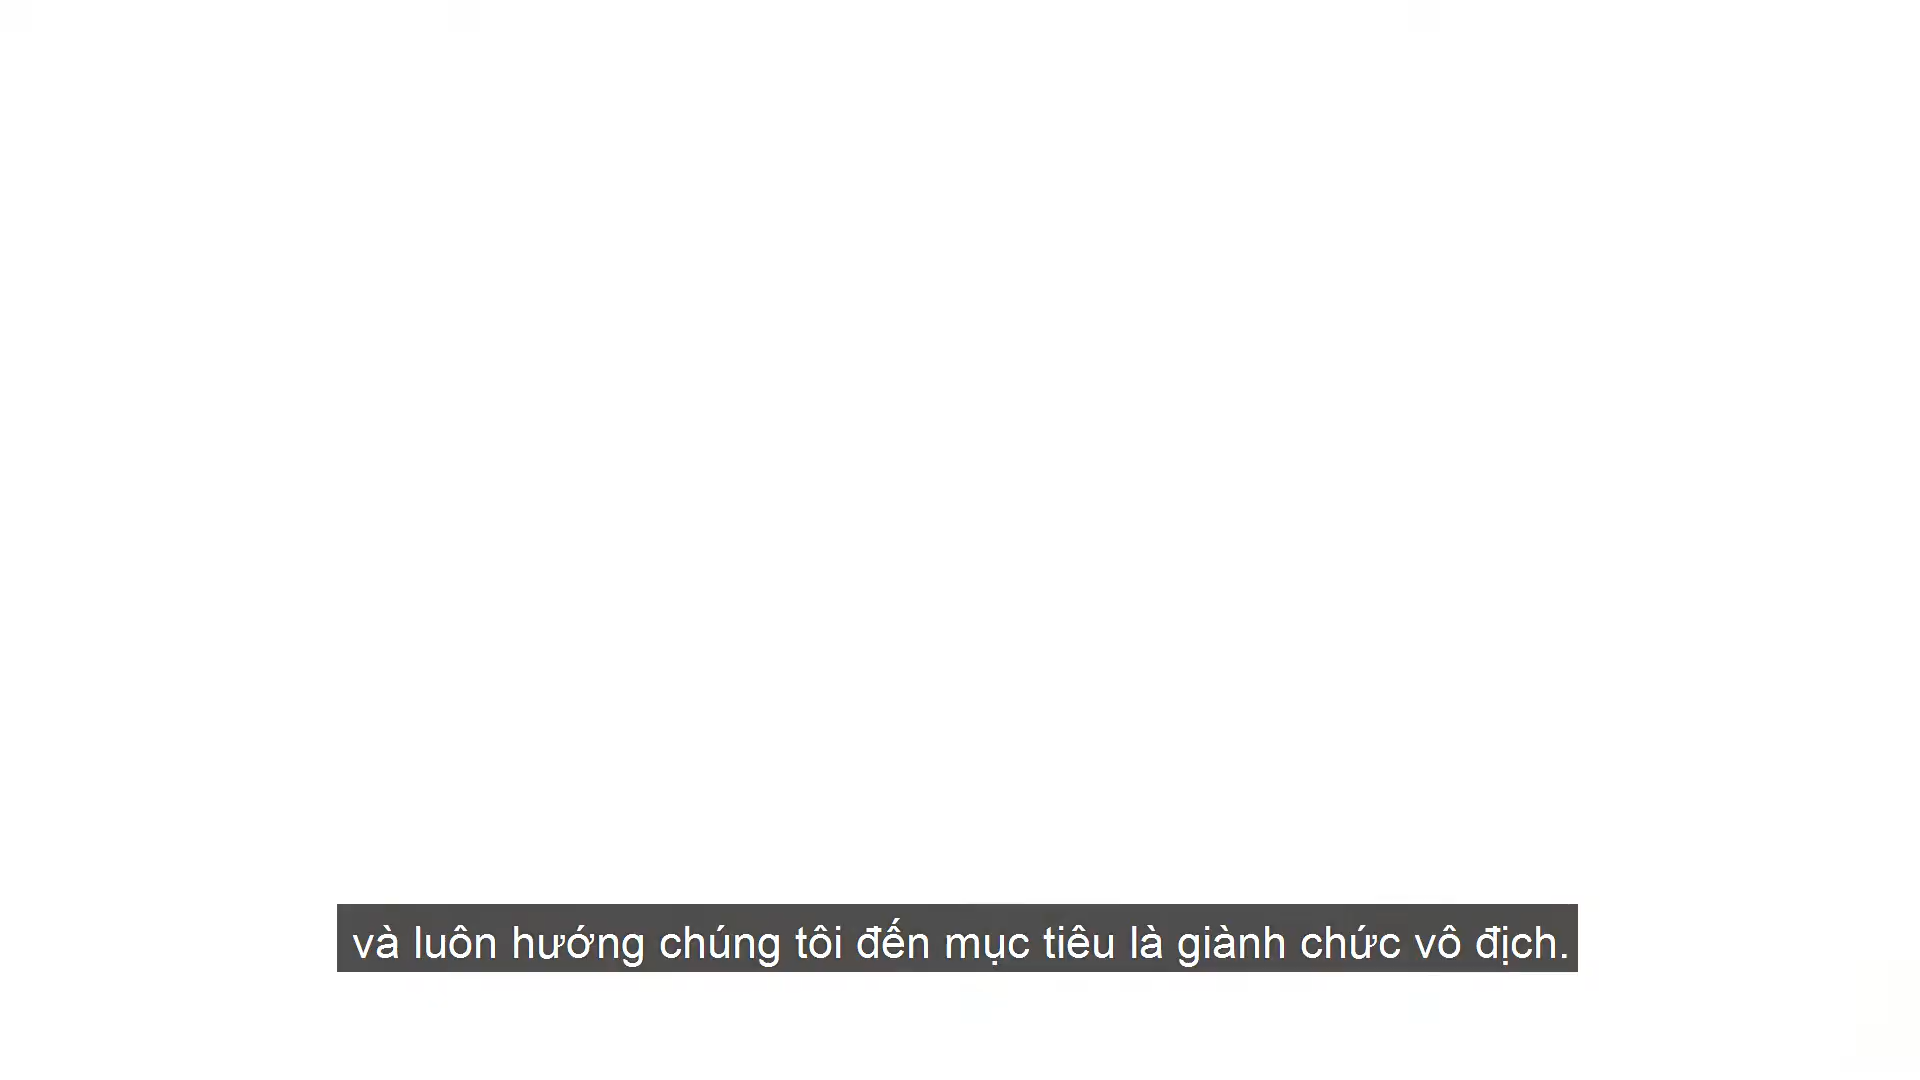 và luôn hướng chúng tôi đến mục tiêu là giành chức vô địch.